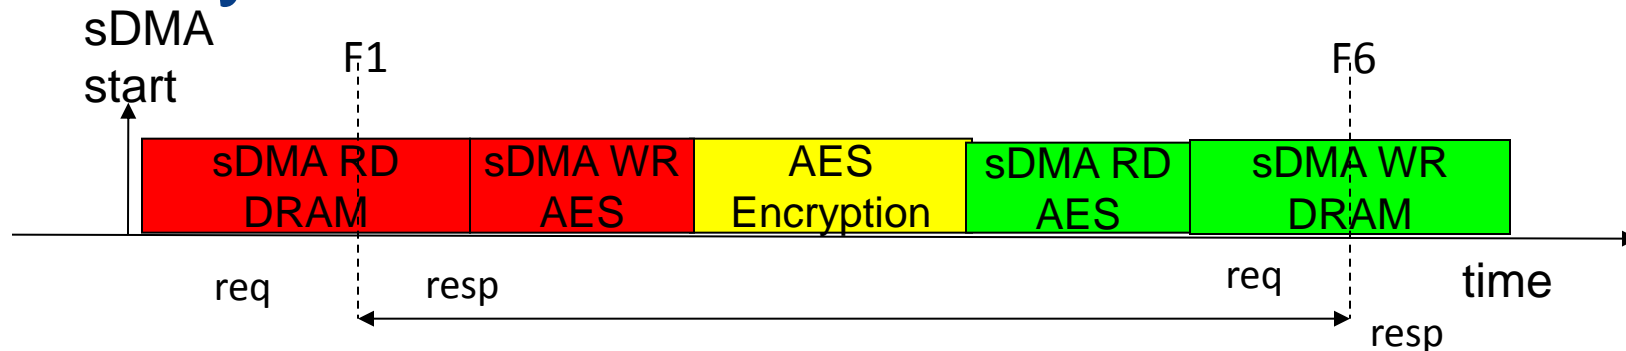 sDMA
start
F1
F6
sDMA RD
DRAM
sDMA WR
AES
AES
Encryption
sDMA RD
AES
sDMA WR
DRAM
req
resp
req
time
resp